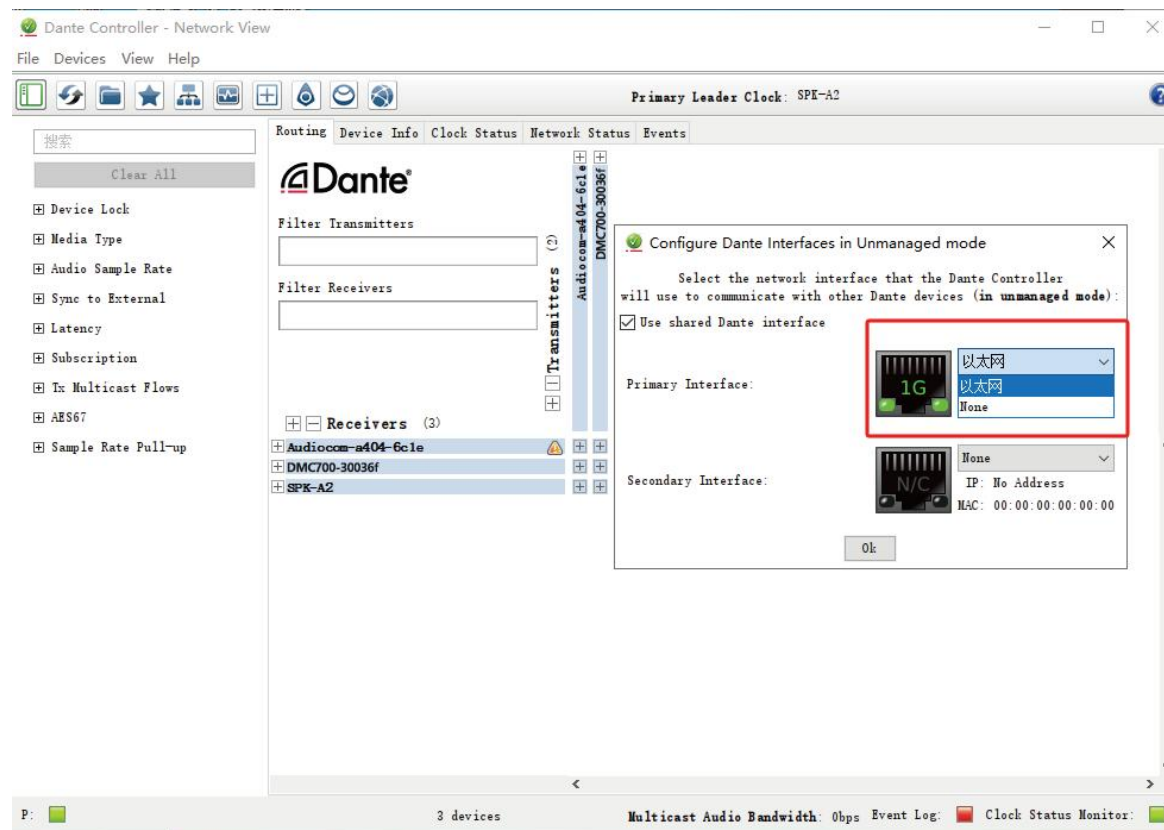 Dante Controller - Network View
File Devices View Help
Primary Leader Clock: SPK-A2
搜索
Clear All
Device Lock
Media Type
Audio Sample Rate
Sync to External
Latency
Subscription
Tx Multicast Flows
AES67
Sample Rate Pull-up
Routing Device Info Clock Status Network Status Events
Dante
Filter Transmitters
Filter Receivers
Transmitters (2)
Audiocom-a404-6c1e
DMC700-30036f
Receivers (3)
Audiocom-a404-6c1e
DMC700-30036f
SPK-A2
Configure Dante Interfaces in Unmanaged mode
Select the network interface that the Dante Controller
will use to communicate with other Dante devices (in unmanaged mode):
Use shared Dante interface
Primary Interface:
1G
以太网
以太网
None
Secondary Interface:
N/C
None
IP: No Address
MAC: 00:00:00:00:00:00
Ok
P:
3 devices
Multicast Audio Bandwidth: 0bps Event Log: Clock Status Monitor: